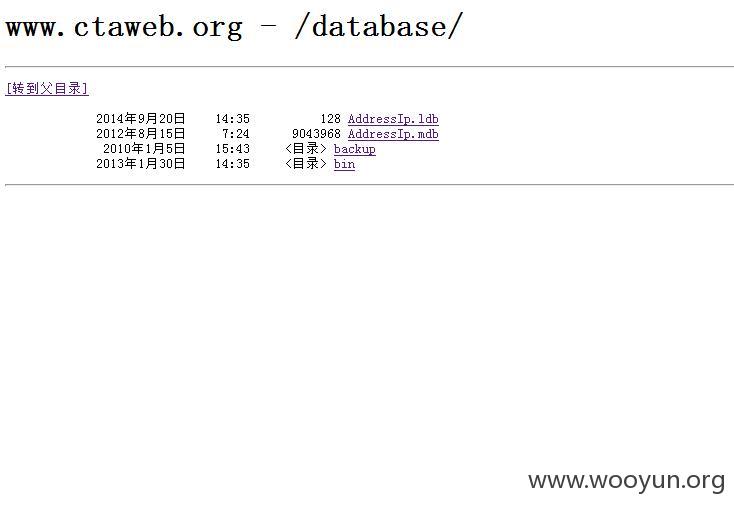 www.ctaweb.org - /database/
[转到父目录]
2014年9月20日 14:35 128 AddressIp.ldb
2012年8月15日 7:24 9043968 AddressIp.mdb
2010年1月5日 15:43 <目录> backup
2013年1月30日 14:35 <目录> bin
www.wooyun.org